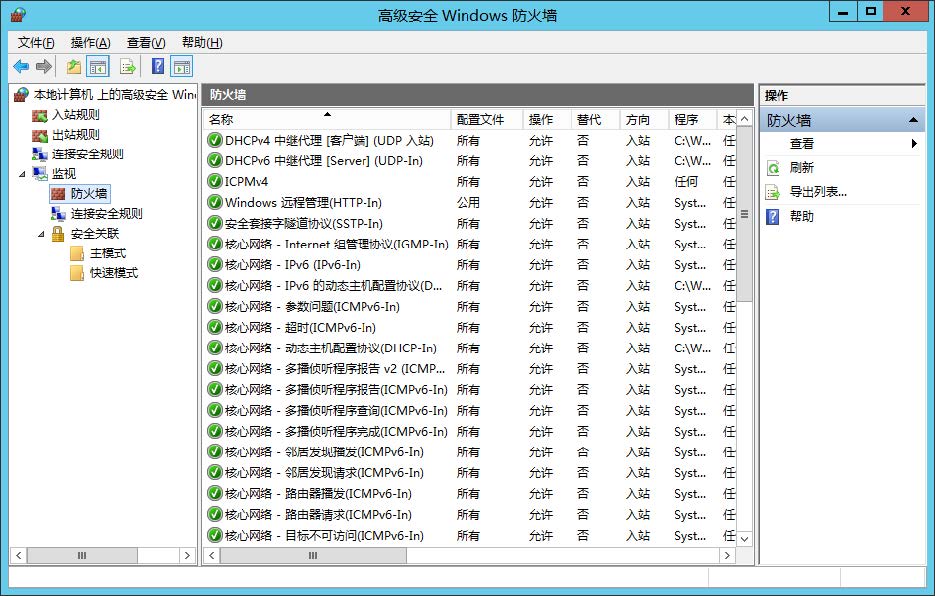 高级安全 Windows 防火墙
文件(F) 操作(A) 查看(V) 帮助(H)
本地计算机 上的高级安全 Wind
入站规则
出站规则
连接安全规则
监视
防火墙
连接安全规则
安全关联
主模式
快速模式
防火墙
名称 配置文件 操作 替代 方向 程序 本
DHCPv4 中继代理 [客户端] (UDP 入站) 所有 允许 否 入站 C:\W... 任
DHCPv6 中继代理 [Server] (UDP-In) 所有 允许 否 入站 C:\W... 任
ICPMv4 所有 允许 否 入站 任何 任
Windows 远程管理(HTTP-In) 公用 允许 否 入站 Syst... 任
安全套接字隧道协议(SSTP-In) 所有 允许 否 入站 Syst... 任
核心网络 - Internet 组管理协议(IGMP-In) 所有 允许 否 入站 Syst... 任
核心网络 - IPv6 (IPv6-In) 所有 允许 否 入站 Syst... 任
核心网络 - IPv6 的动态主机配置协议(D... 所有 允许 否 入站 C:\W... 任
核心网络 - 参数问题(ICMPv6-In) 所有 允许 否 入站 Syst... 任
核心网络 - 超时(ICMPv6-In) 所有 允许 否 入站 Syst... 任
核心网络 - 动态主机配置协议(DHCP-In) 所有 允许 否 入站 C:\W... 任
核心网络 - 多播侦听程序报告 v2 (ICMP... 所有 允许 否 入站 Syst... 任
核心网络 - 多播侦听程序报告(ICMPv6-In) 所有 允许 否 入站 Syst... 任
核心网络 - 多播侦听程序查询(ICMPv6-In) 所有 允许 否 入站 Syst... 任
核心网络 - 多播侦听程序完成(ICMPv6-In) 所有 允许 否 入站 Syst... 任
核心网络 - 邻居发现播发(ICMPv6-In) 所有 允许 否 入站 Syst... 任
核心网络 - 邻居发现请求(ICMPv6-In) 所有 允许 否 入站 Syst... 任
核心网络 - 路由器播发(ICMPv6-In) 所有 允许 否 入站 Syst... 任
核心网络 - 路由器请求(ICMPv6-In) 所有 允许 否 入站 Syst... 任
核心网络 - 目标不可访问(ICMPv6-In) 所有 允许 否 入站 Syst... 任
操作
防火墙
查看
刷新
导出列表...
帮助